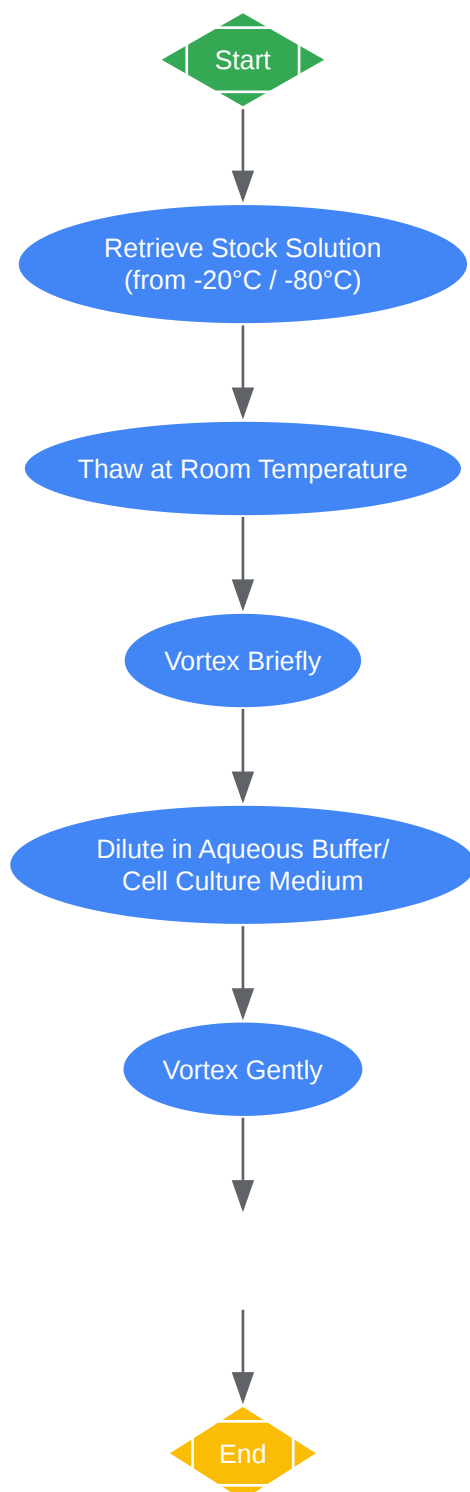 Start
Retrieve Stock Solution
(from -20°C / -80°C)
Thaw at Room Temperature
Vortex Briefly
Dilute in Aqueous Buffer/
Cell Culture Medium
Vortex Gently
End